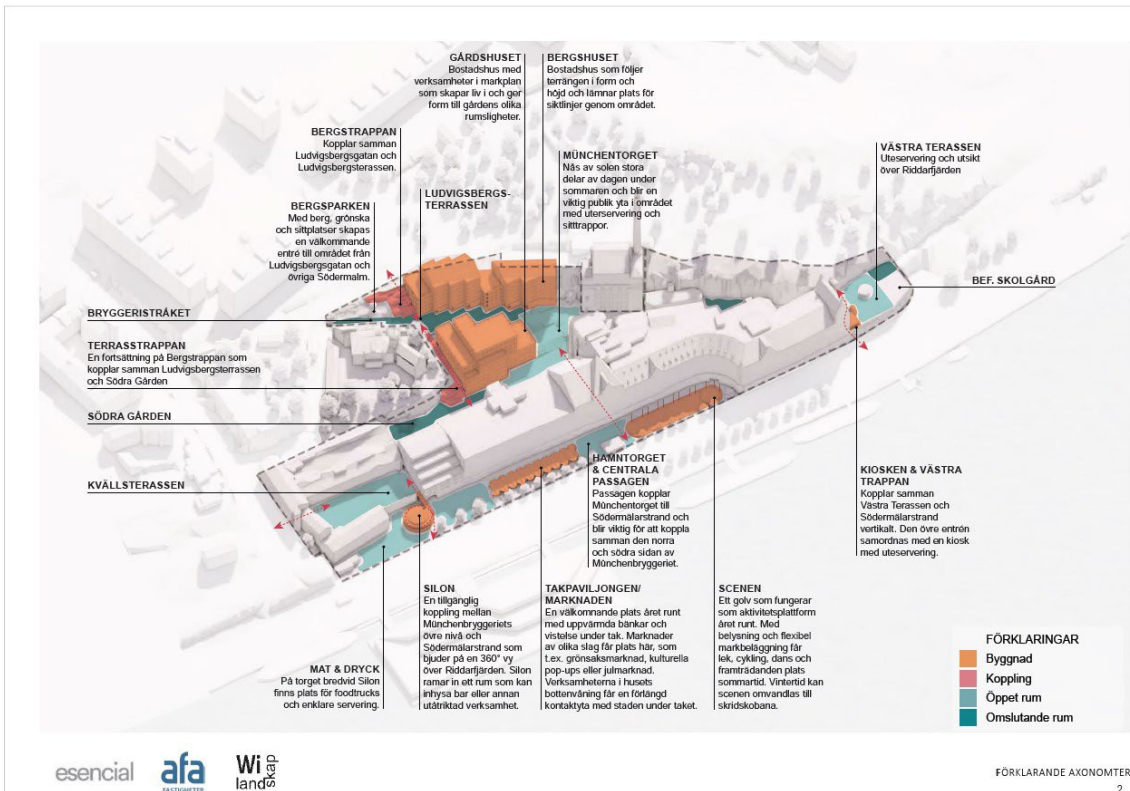 GÅRDSHUSET
Bostadshus med
verksamheter i markplan
som skapar liv i och ger
form till gårdens olika
rumsligheter.
BERGSHUSET
Bostadshus som följer
terrängen i form och
höjd och lämnar plats för
siktlinjer genom området.
BERGSTRAPPAN
Kopplar samman
Ludvigsbergsgatan och
Ludvigsbergsterassen.
MÜNCHENTORGET
Nås av solen stora
delar av dagen under
sommaren och blir en
viktig publik yta i området
med uterservering och
sitttrappor.
VÄSTRA TERASSEN
Uteservering och utsikt
över Riddarfjärden
LUDVIGSBERGS-
TERRASSEN
BERGSPARKEN
Med berg, grönska
och sittplatser skapas
en välkommande
entré till området från
Ludvigsbergsgatan och
övriga Södermalm.
BEF. SKOLGÅRD
BRYGGERISTRÅKET
TERRASSTRAPPAN
En fortsättning på Bergstrappan som
kopplar samman Ludvigsbergsterrassen
och Södra Gården
SÖDRA GÅRDEN
KVÄLLSTERASSEN
HAMNTORGET
& CENTRALA
PASSAGEN
Passagen kopplar
Münchentorget till
Södermälarstrand och
blir viktig för att koppla
samman den norra
och södra sidan av
Münchenbryggeriet.
KIOSKEN & VÄSTRA
TRAPPAN
Kopplar samman
Västra Terassen och
Södermälarstrand
vertikalt. Den övre entrén
samordnas med en kiosk
med uteservering.
MAT & DRYCK
På torget bredvid Silon
finns plats för foodtrucks
och enklare servering.
SILON
En tillgänglig
koppling mellan
Münchenbryggeriets
övre nivå och
Södermälarstrand som
bjuder på en 360° vy
över Riddarfjärden. Silon
ramar in ett rum som kan
inhysa bar eller annan
utåtriktad verksamhet.
TAKPAVILJONGEN/
MARKNADEN
En välkomnande plats året runt
med uppvärmda bänkar och
vistelse under tak. Marknader
av olika slag får plats här, som
t.ex. grönsaksmarknad, kulturella
pop-ups eller julmarknad.
Verksamheterna i husets
bottenvåning får en förlängd
kontaktyta med staden under taket.
SCENEN
Ett golv som fungerar
som aktivitetsplattform
året runt. Med
belysning och flexibel
markbeläggning får
lek, cykling, dans och
framträdanden plats
sommartid. Vintertid kan
scenen omvandlas till
skridskobana.
FÖRKLARINGAR
Byggnad
Koppling
Öppet rum
Omslutande rum
esencial
afa
FASTIGHETER
Wi
landskap
FÖRKLARANDE AXONOMTER
2